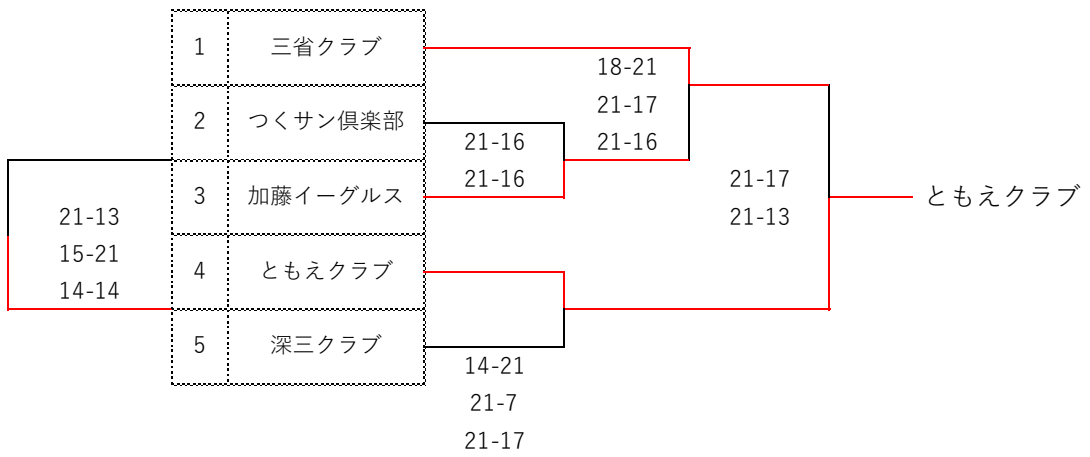 1 三省クラブ
2 つくサン倶楽部
3 加藤イーグルス
4 ともえクラブ
5 深三クラブ
21-13
15-21
14-14
21-16
21-16
18-21
21-17
21-16
14-21
21-7
21-17
21-17
21-13
ともえクラブ